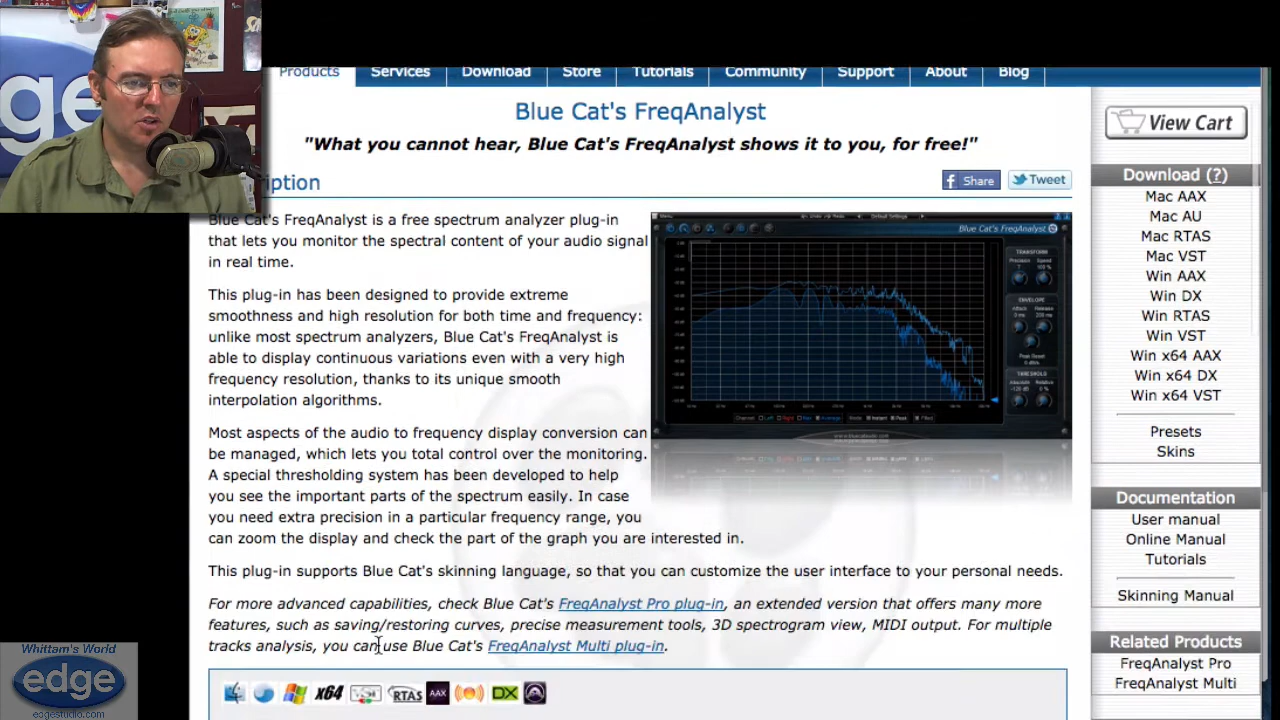 edge
Products
Services
Download
Store
Tutorials
Community
Support
About
Blog
Blue Cat's FreqAnalyst
"What you cannot hear, Blue Cat's FreqAnalyst shows it to you, for free!"
Share
Tweet
Blue Cat's FreqAnalyst is a free spectrum analyzer plug-in
that lets you monitor the spectral content of your audio signal
in real time.
This plug-in has been designed to provide extreme
smoothness and high resolution for both time and frequency:
unlike most spectrum analyzers, Blue Cat's FreqAnalyst is
able to display continuous variations even with a very high
frequency resolution, thanks to its unique smooth
interpolation algorithms.
Most aspects of the audio to frequency display conversion can
be managed, which lets you total control over the monitoring.
A special thresholding system has been developed to help
you see the important parts of the spectrum easily. In case
you need extra precision in a particular frequency range, you
can zoom the display and check the part of the graph you are interested in.
This plug-in supports Blue Cat's skinning language, so that you can customize the user interface to your personal needs.
For more advanced capabilities, check Blue Cat's FreqAnalyst Pro plug-in, an extended version that offers many more
features, such as saving/restoring curves, precise measurement tools, 3D spectrogram view, MIDI output. For multiple
tracks analysis, you can use Blue Cat's FreqAnalyst Multi plug-in.
Blue Cat's FreqAnalyst
TRANSFORM
Precision
Speed
ENVELOPE
Attack
Release
Peak Reset
THRESHOLD
x64
RTAS
AAX
DX
View Cart
Download (?)
Mac AAX
Mac AU
Mac RTAS
Mac VST
Win AAX
Win DX
Win RTAS
Win VST
Win x64 AAX
Win x64 DX
Win x64 VST
Presets
Skins
Documentation
User manual
Online Manual
Tutorials
Skinning Manual
Related Products
FreqAnalyst Pro
FreqAnalyst Multi
Whittam's World
edge
edgestudio.com